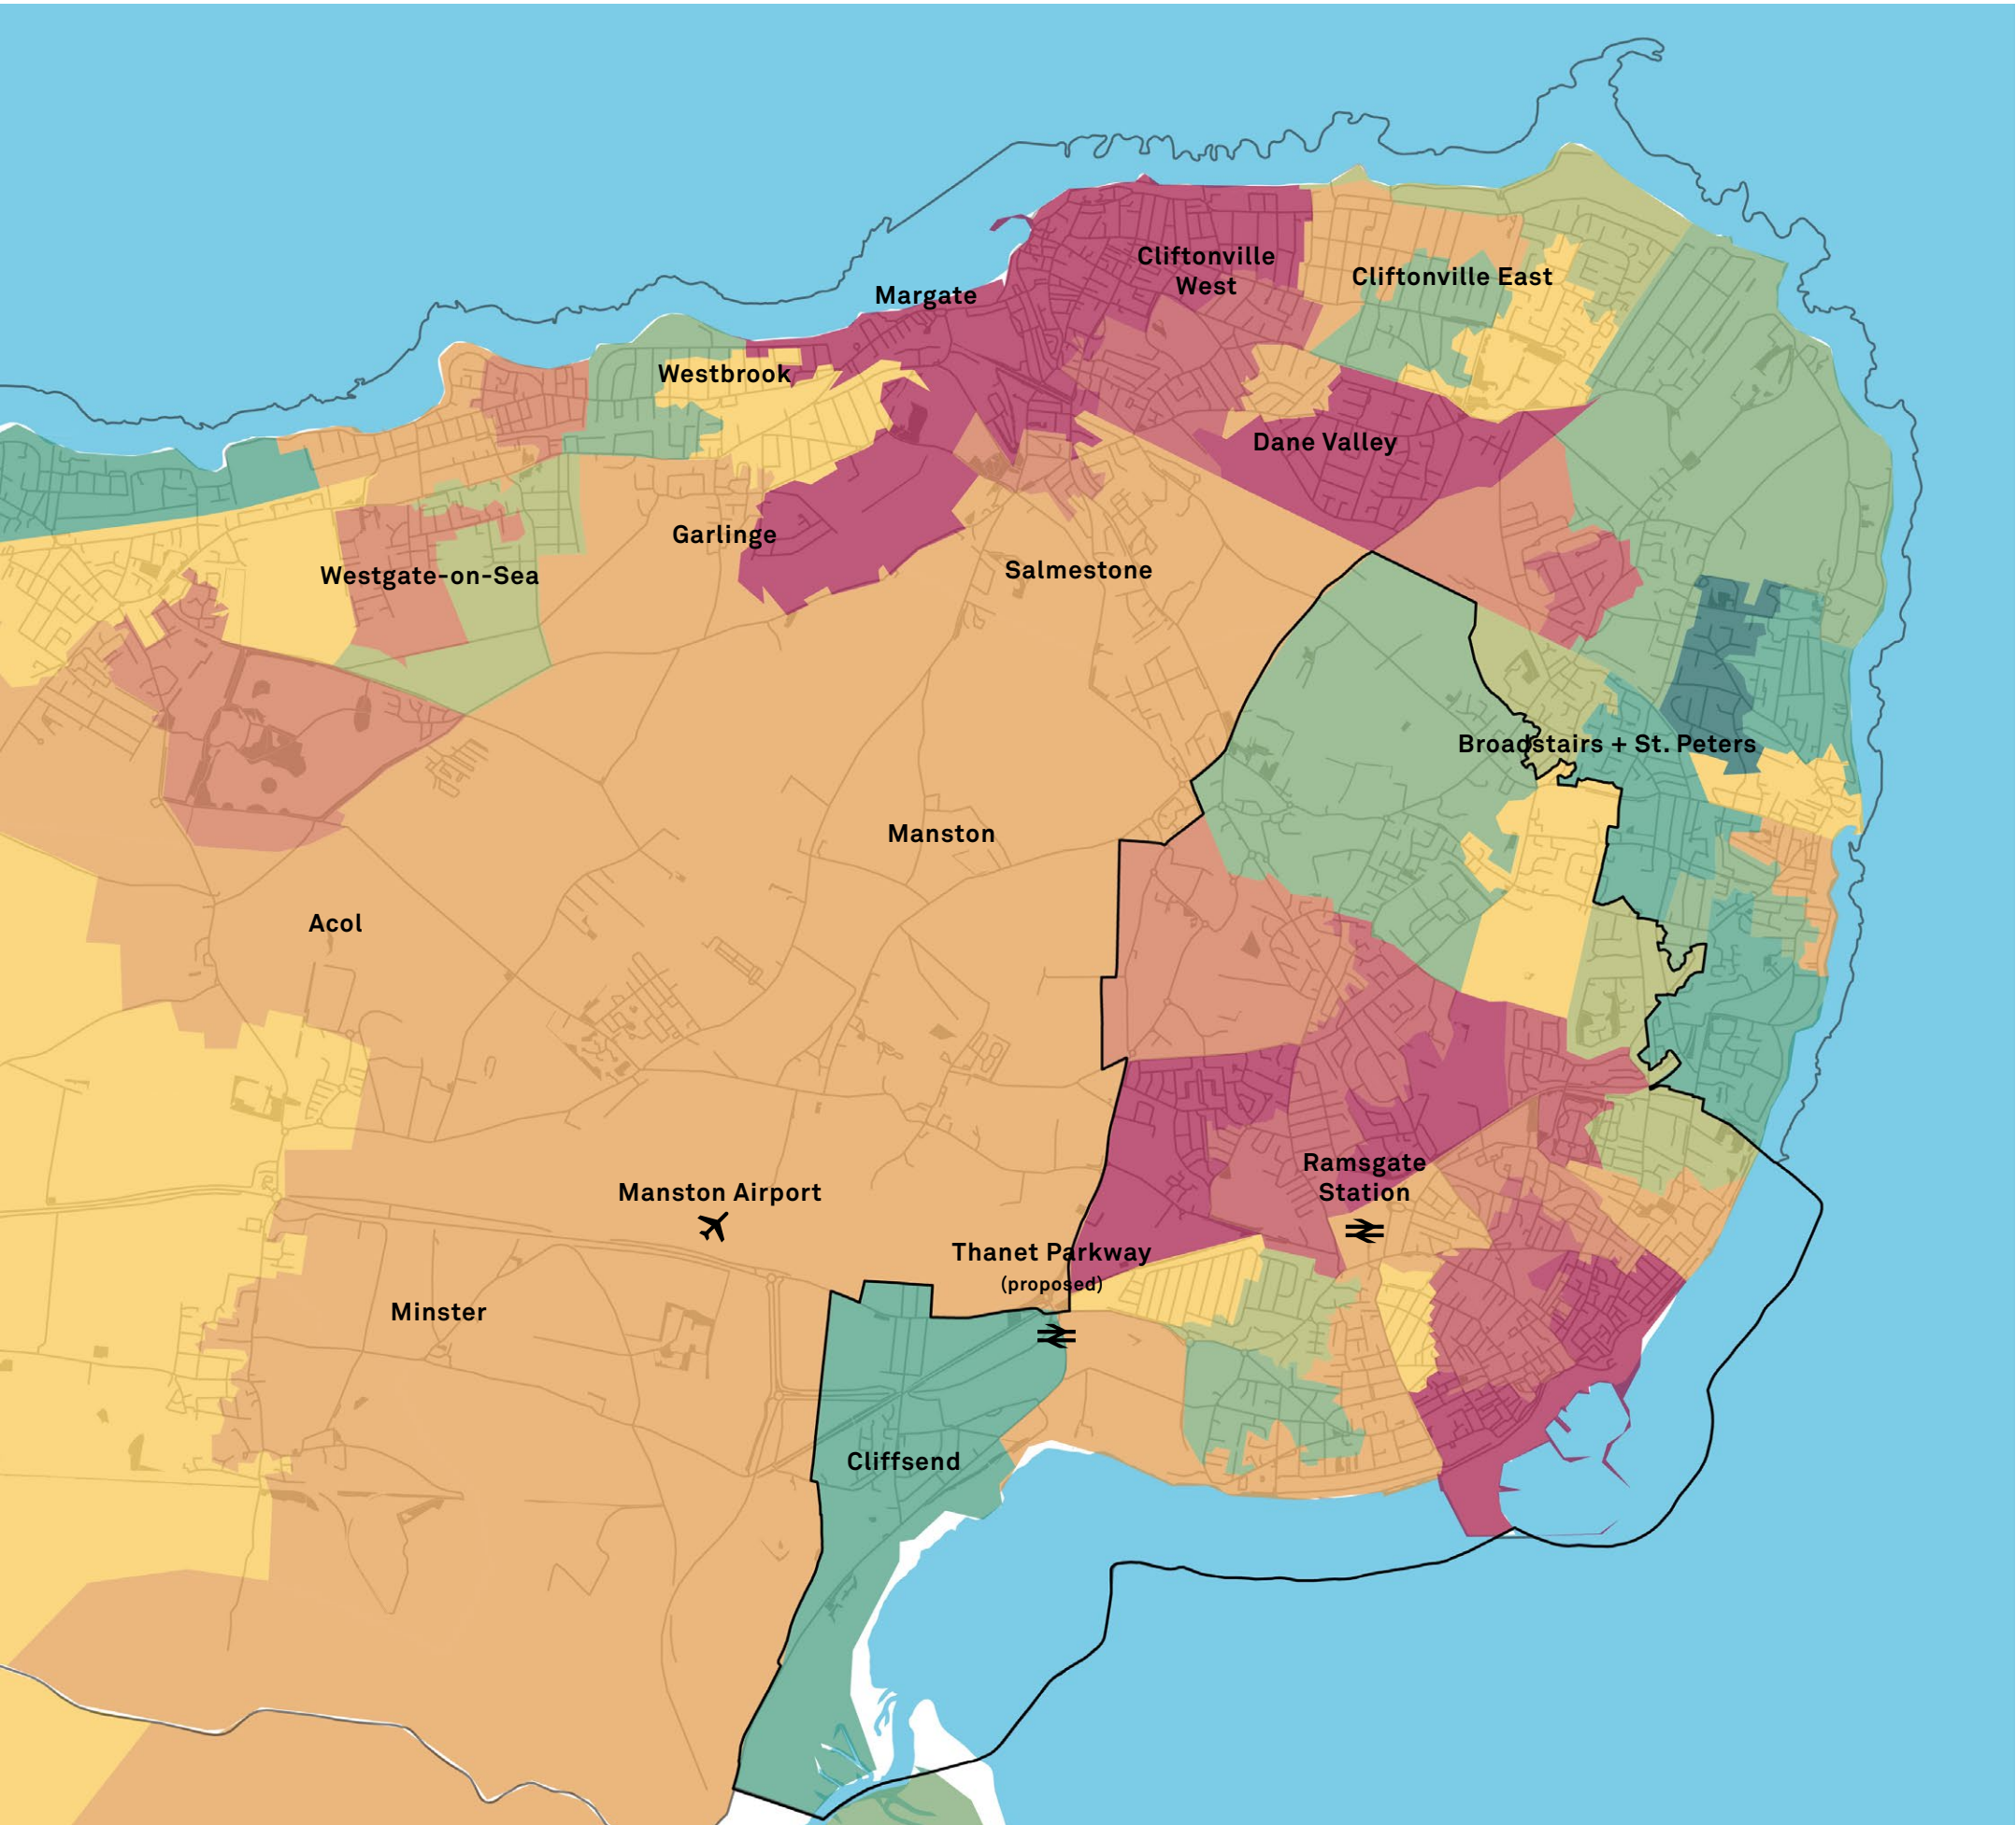 Cliftonville
West
Cliftonville East
Margate
Westbrook
Dane Valley
Garlinge
Salmestone
Westgate-on-Sea
Broadstairs + St. Peters
Manston
Acol
Ramsgate
Station
Manston Airport
Thanet Parkway
(proposed)
Minster
Cliffsend